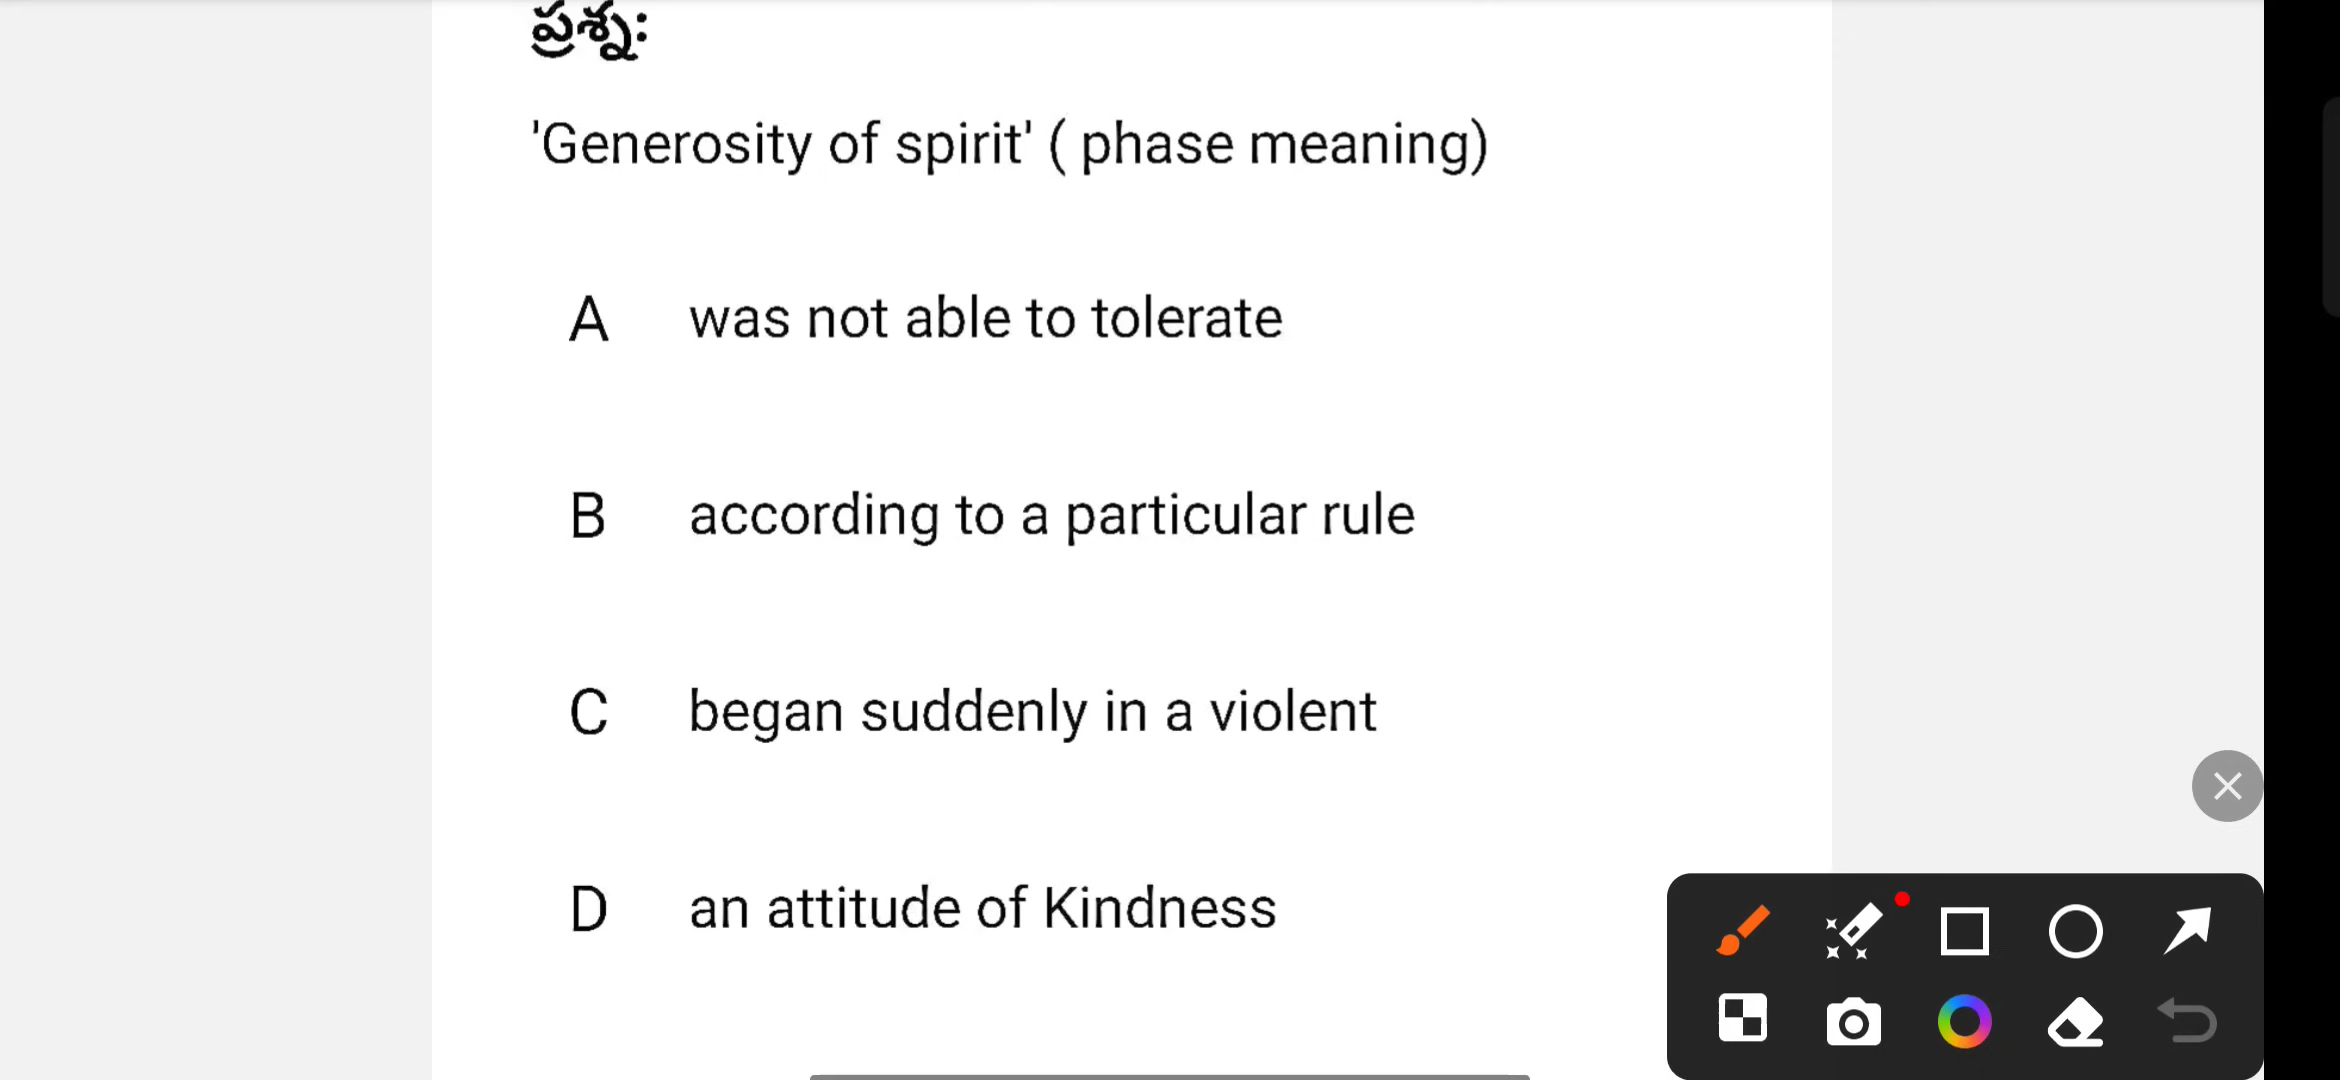 ప్రశ్న:
'Generosity of spirit' ( phase meaning)
A was not able to tolerate
B according to a particular rule
C began suddenly in a violent
D an attitude of Kindness